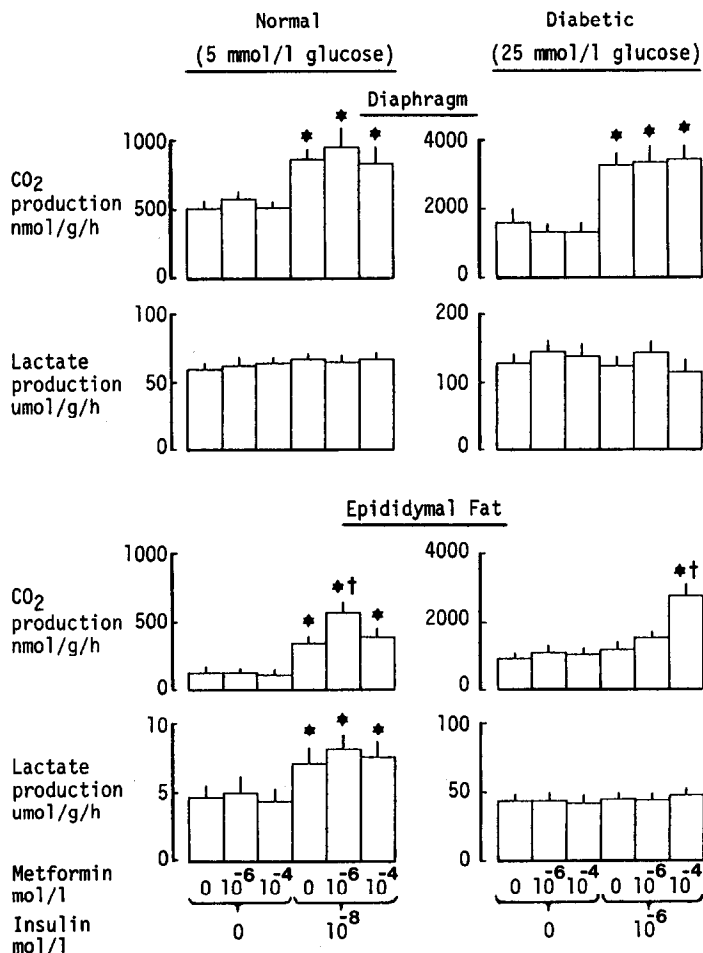 Normal
(5 mmol/l glucose)
Diabetic
(25 mmol/l glucose)
Diaphragm
CO2
production
nmol/g/h
1000
500
0
* * *
4000
2000
0
* * *
Lactate
production
umol/g/h
100
50
0
200
100
0
Epididymal Fat
CO2
production
nmol/g/h
1000
500
0
* *† *
4000
2000
0
*†
Lactate
production
umol/g/h
10
5
0
* * *
100
50
0
Metformin
mol/l
0 10-6 10-4 0 10-6 10-4
0 10-6 10-4 0 10-6 10-4
Insulin
mol/l
0 10-8
0 10-6